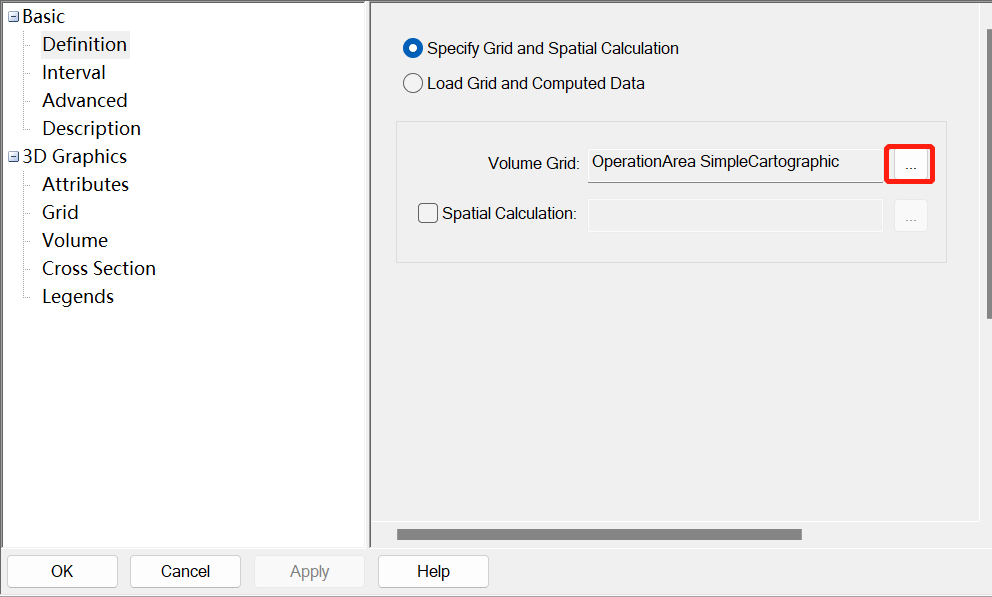 Basic
Definition
Interval
Advanced
Description
3D Graphics
Attributes
Grid
Volume
Cross Section
Legends
Specify Grid and Spatial Calculation
Load Grid and Computed Data
Volume Grid: OperationArea SimpleCartographic ...
Spatial Calculation: ...
OK Cancel Apply Help